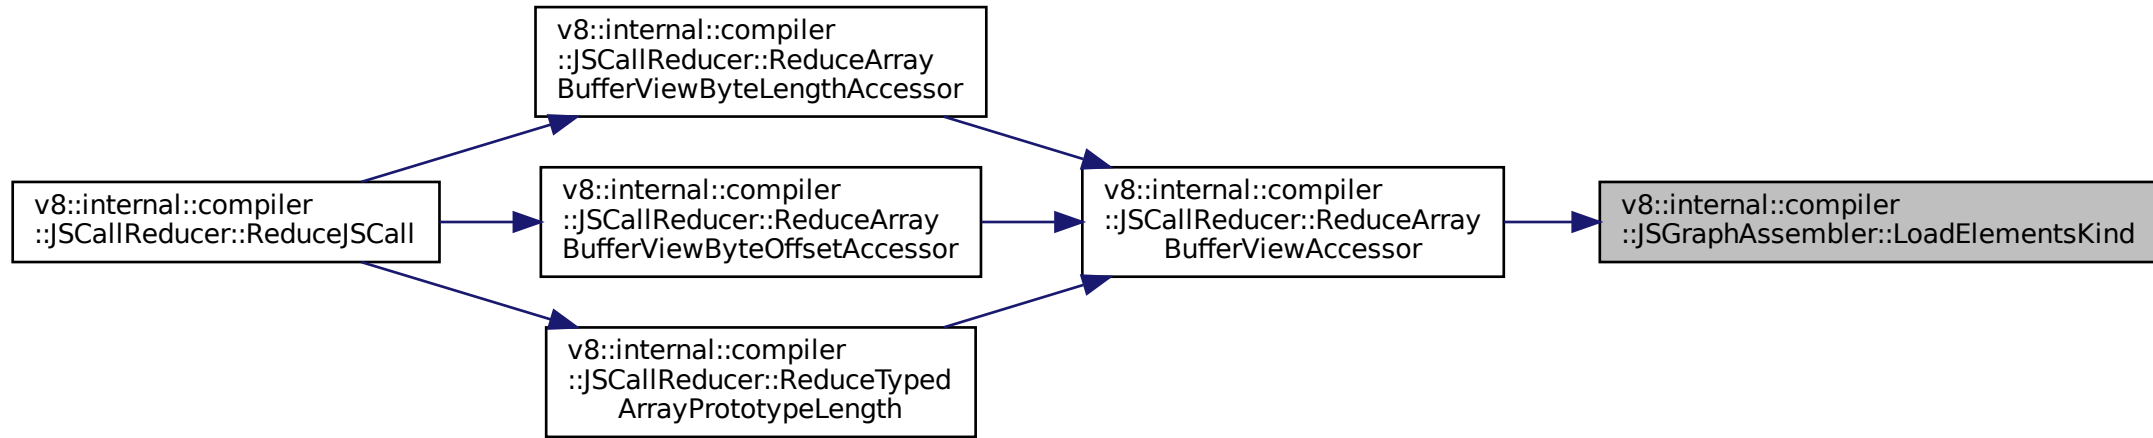 v8::internal::compiler
::JSCallReducer::ReduceJSCall
v8::internal::compiler
::JSCallReducer::ReduceArray
BufferViewByteLengthAccessor
v8::internal::compiler
::JSCallReducer::ReduceArray
BufferViewByteOffsetAccessor
v8::internal::compiler
::JSCallReducer::ReduceTyped
ArrayPrototypeLength
v8::internal::compiler
::JSCallReducer::ReduceArray
BufferViewAccessor
v8::internal::compiler
::JSGraphAssembler::LoadElementsKind